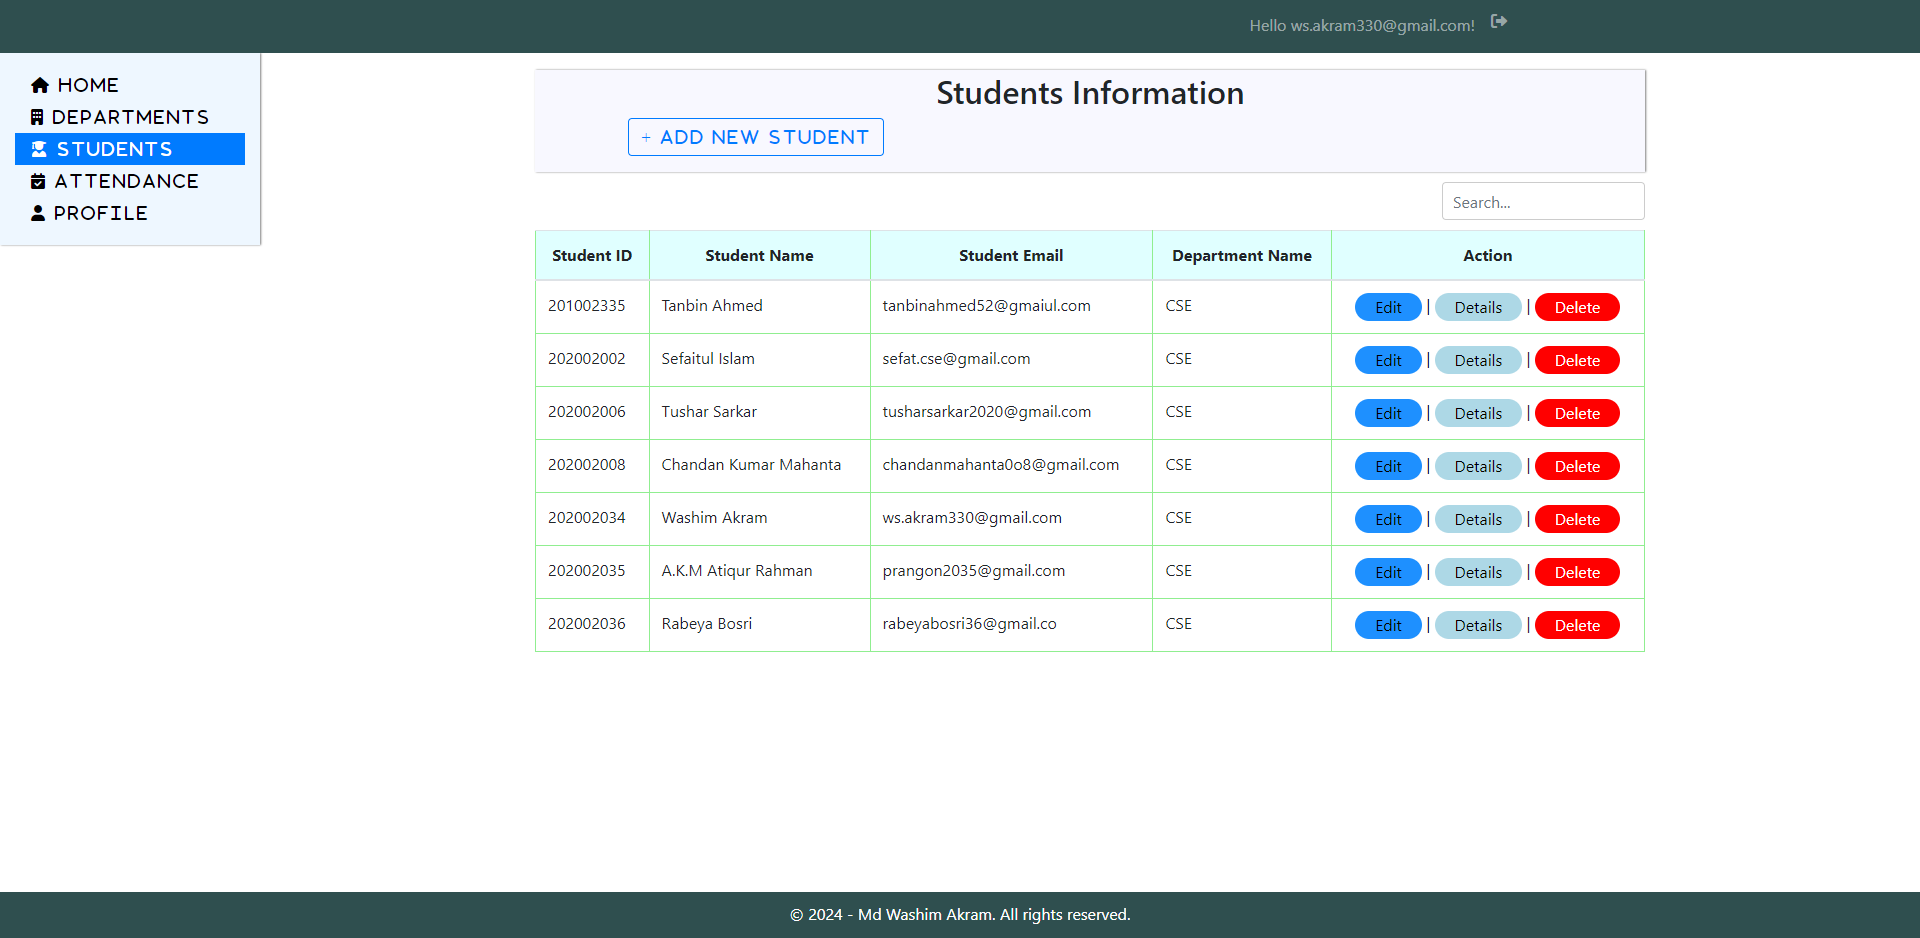 Hello ws.akram330@gmail.com!
HOME
DEPARTMENTS
STUDENTS
ATTENDANCE
PROFILE
Students Information
+ ADD NEW STUDENT
Search...
Student ID Student Name Student Email Department Name Action
201002335 Tanbin Ahmed tanbinahmed52@gmaiul.com CSE Edit | Details | Delete
202002002 Sefaitul Islam sefat.cse@gmail.com CSE Edit | Details | Delete
202002006 Tushar Sarkar tusharsarkar2020@gmail.com CSE Edit | Details | Delete
202002008 Chandan Kumar Mahanta chandanmahanta0o8@gmail.com CSE Edit | Details | Delete
202002034 Washim Akram ws.akram330@gmail.com CSE Edit | Details | Delete
202002035 A.K.M Atiqur Rahman prangon2035@gmail.com CSE Edit | Details | Delete
202002036 Rabeya Bosri rabeyabosri36@gmail.co CSE Edit | Details | Delete
© 2024 - Md Washim Akram. All rights reserved.